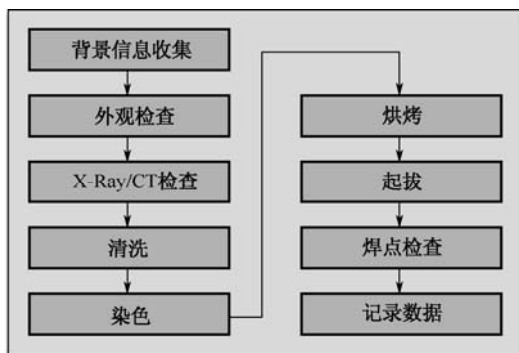 背景信息收集
外观检查
X-Ray/CT检查
清洗
染色
烘烤
起拔
焊点检查
记录数据